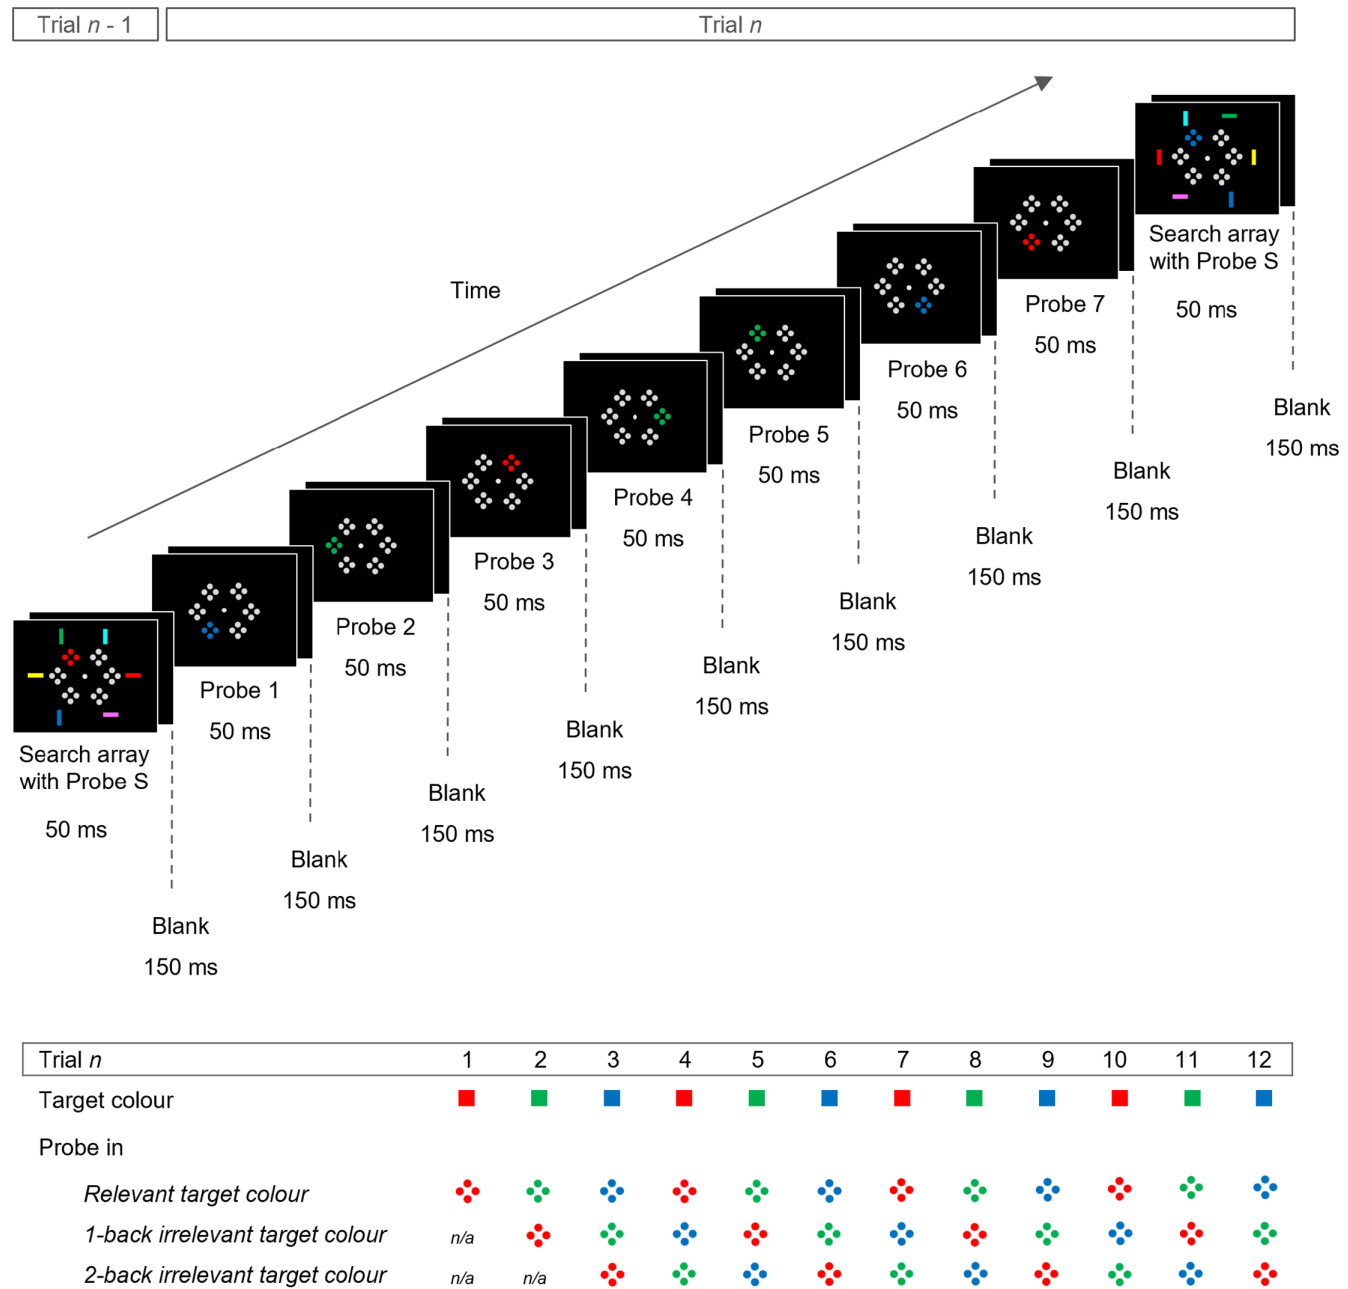 Trial n - 1
Trial n
Time
Search array
with Probe S
50 ms
Blank
150 ms
Probe 1
50 ms
Blank
150 ms
Probe 2
50 ms
Blank
150 ms
Probe 3
50 ms
Blank
150 ms
Probe 4
50 ms
Blank
150 ms
Probe 5
50 ms
Blank
150 ms
Probe 6
50 ms
Blank
150 ms
Probe 7
50 ms
Blank
150 ms
Search array
with Probe S
50 ms
Blank
150 ms
Trial n 1 2 3 4 5 6 7 8 9 10 11 12
Target colour
Probe in
Relevant target colour
1-back irrelevant target colour n/a
2-back irrelevant target colour n/a n/a